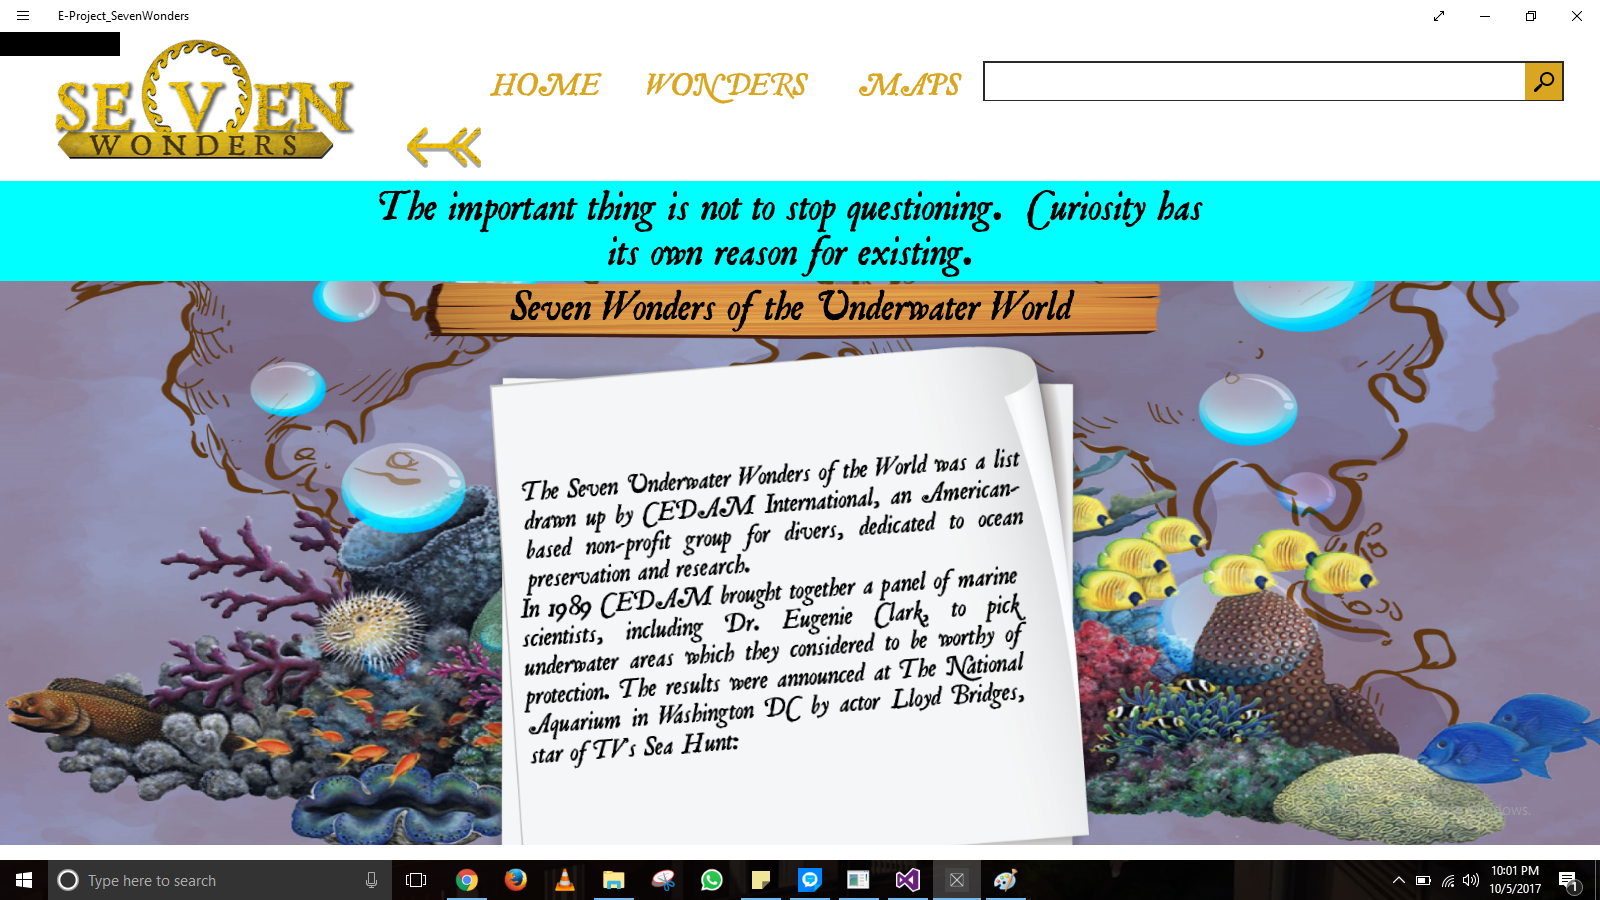 E-Project_SevenWonders
SEVEN
WONDERS
HOME WONDERS MAPS
The important thing is not to stop questioning. Curiosity has
its own reason for existing.
Seven Wonders of the Underwater World
The Seven Underwater Wonders of the World was a list
drawn up by CEDAM International, an American-
based non-profit group for divers, dedicated to ocean
preservation and research.
In 1989 CEDAM brought together a panel of marine
scientists, including Dr. Eugenie Clark, to pick
underwater areas which they considered to be worthy of
protection. The results were announced at The National
Aquarium in Washington DC by actor Lloyd Bridges,
star of TV's Sea Hunt:
Type here to search
10:01 PM
10/5/2017
1